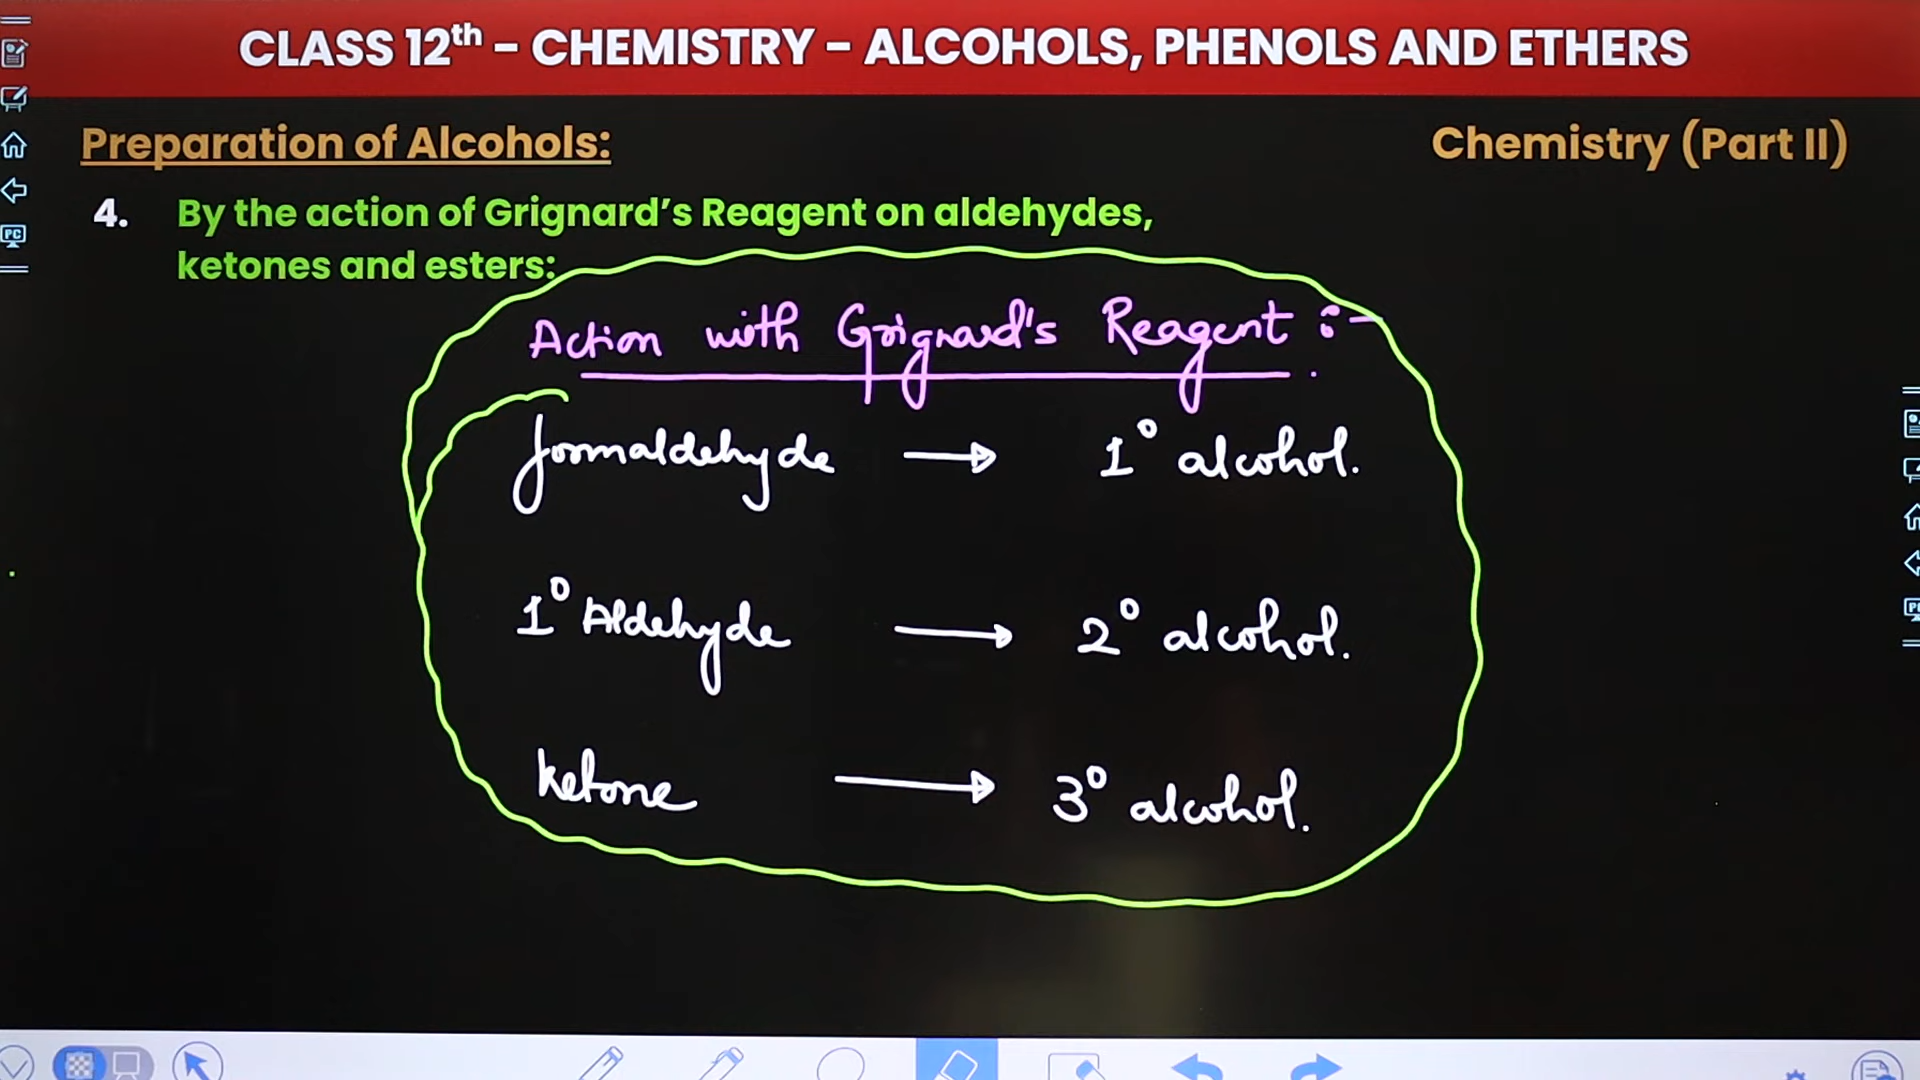 CLASS 12th – CHEMISTRY – ALCOHOLS, PHENOLS AND ETHERS
Preparation of Alcohols:
Chemistry (Part II)
4. By the action of Grignard's Reagent on aldehydes,
ketones and esters:
Action with Grignard's Reagent :-
formaldehyde → 1° alcohol.
1° Aldehyde → 2° alcohol.
ketone → 3° alcohol.